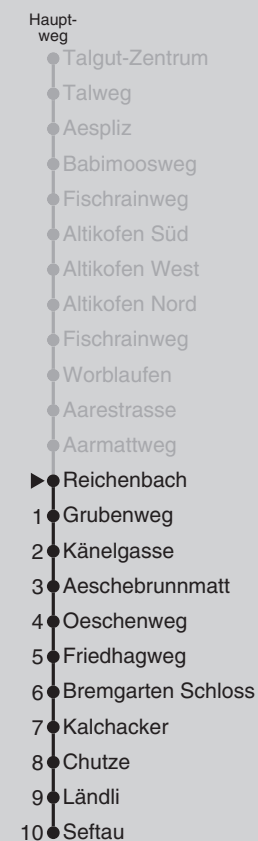 Haupt-
weg
Talgut-Zentrum
Talweg
Aespliz
Babimoosweg
Fischrainweg
Altikofen Süd
Altikofen West
Altikofen Nord
Fischrainweg
Worblaufen
Aarestrasse
Aarmattweg
Reichenbach
1 Grubenweg
2 Känelgasse
3 Aeschebrunnmatt
4 Oeschenweg
5 Friedhagweg
6 Bremgarten Schloss
7 Kalchacker
8 Chutze
9 Ländli
10 Seftau